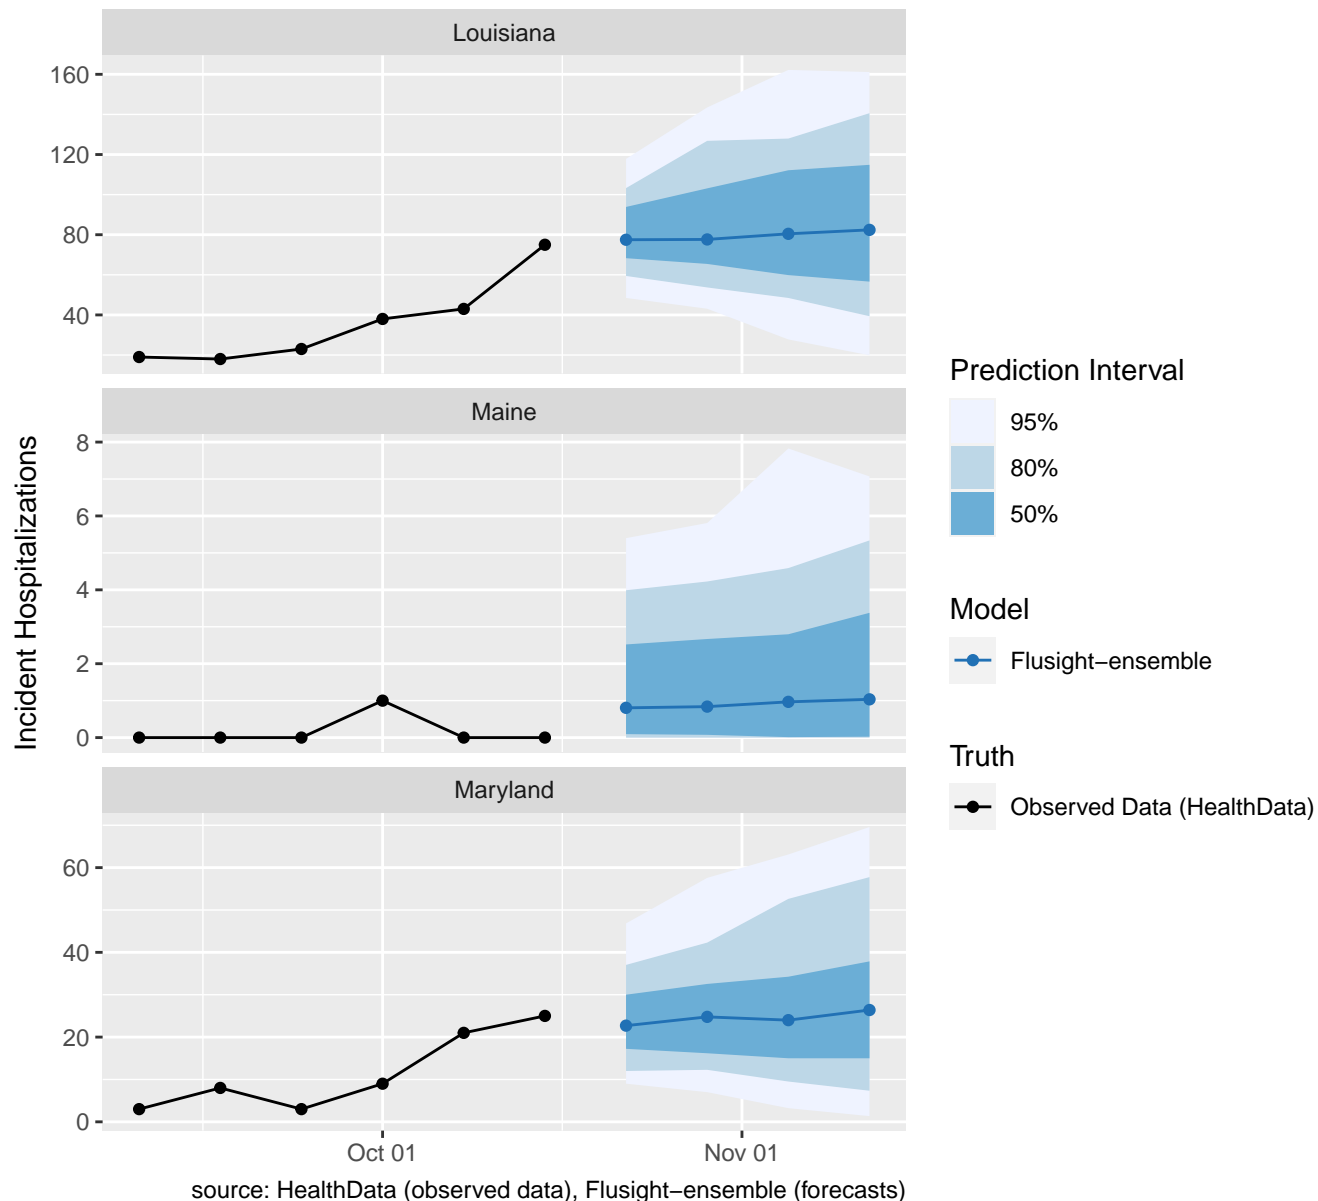 Louisiana
160
120
80
40
Maine
8
6
4
2
0
Maryland
60
40
20
0
Oct 01
Nov 01
Incident Hospitalizations
source: HealthData (observed data), Flusight−ensemble (forecasts)
Prediction Interval
95%
80%
50%
Model
Flusight−ensemble
Truth
Observed Data (HealthData)